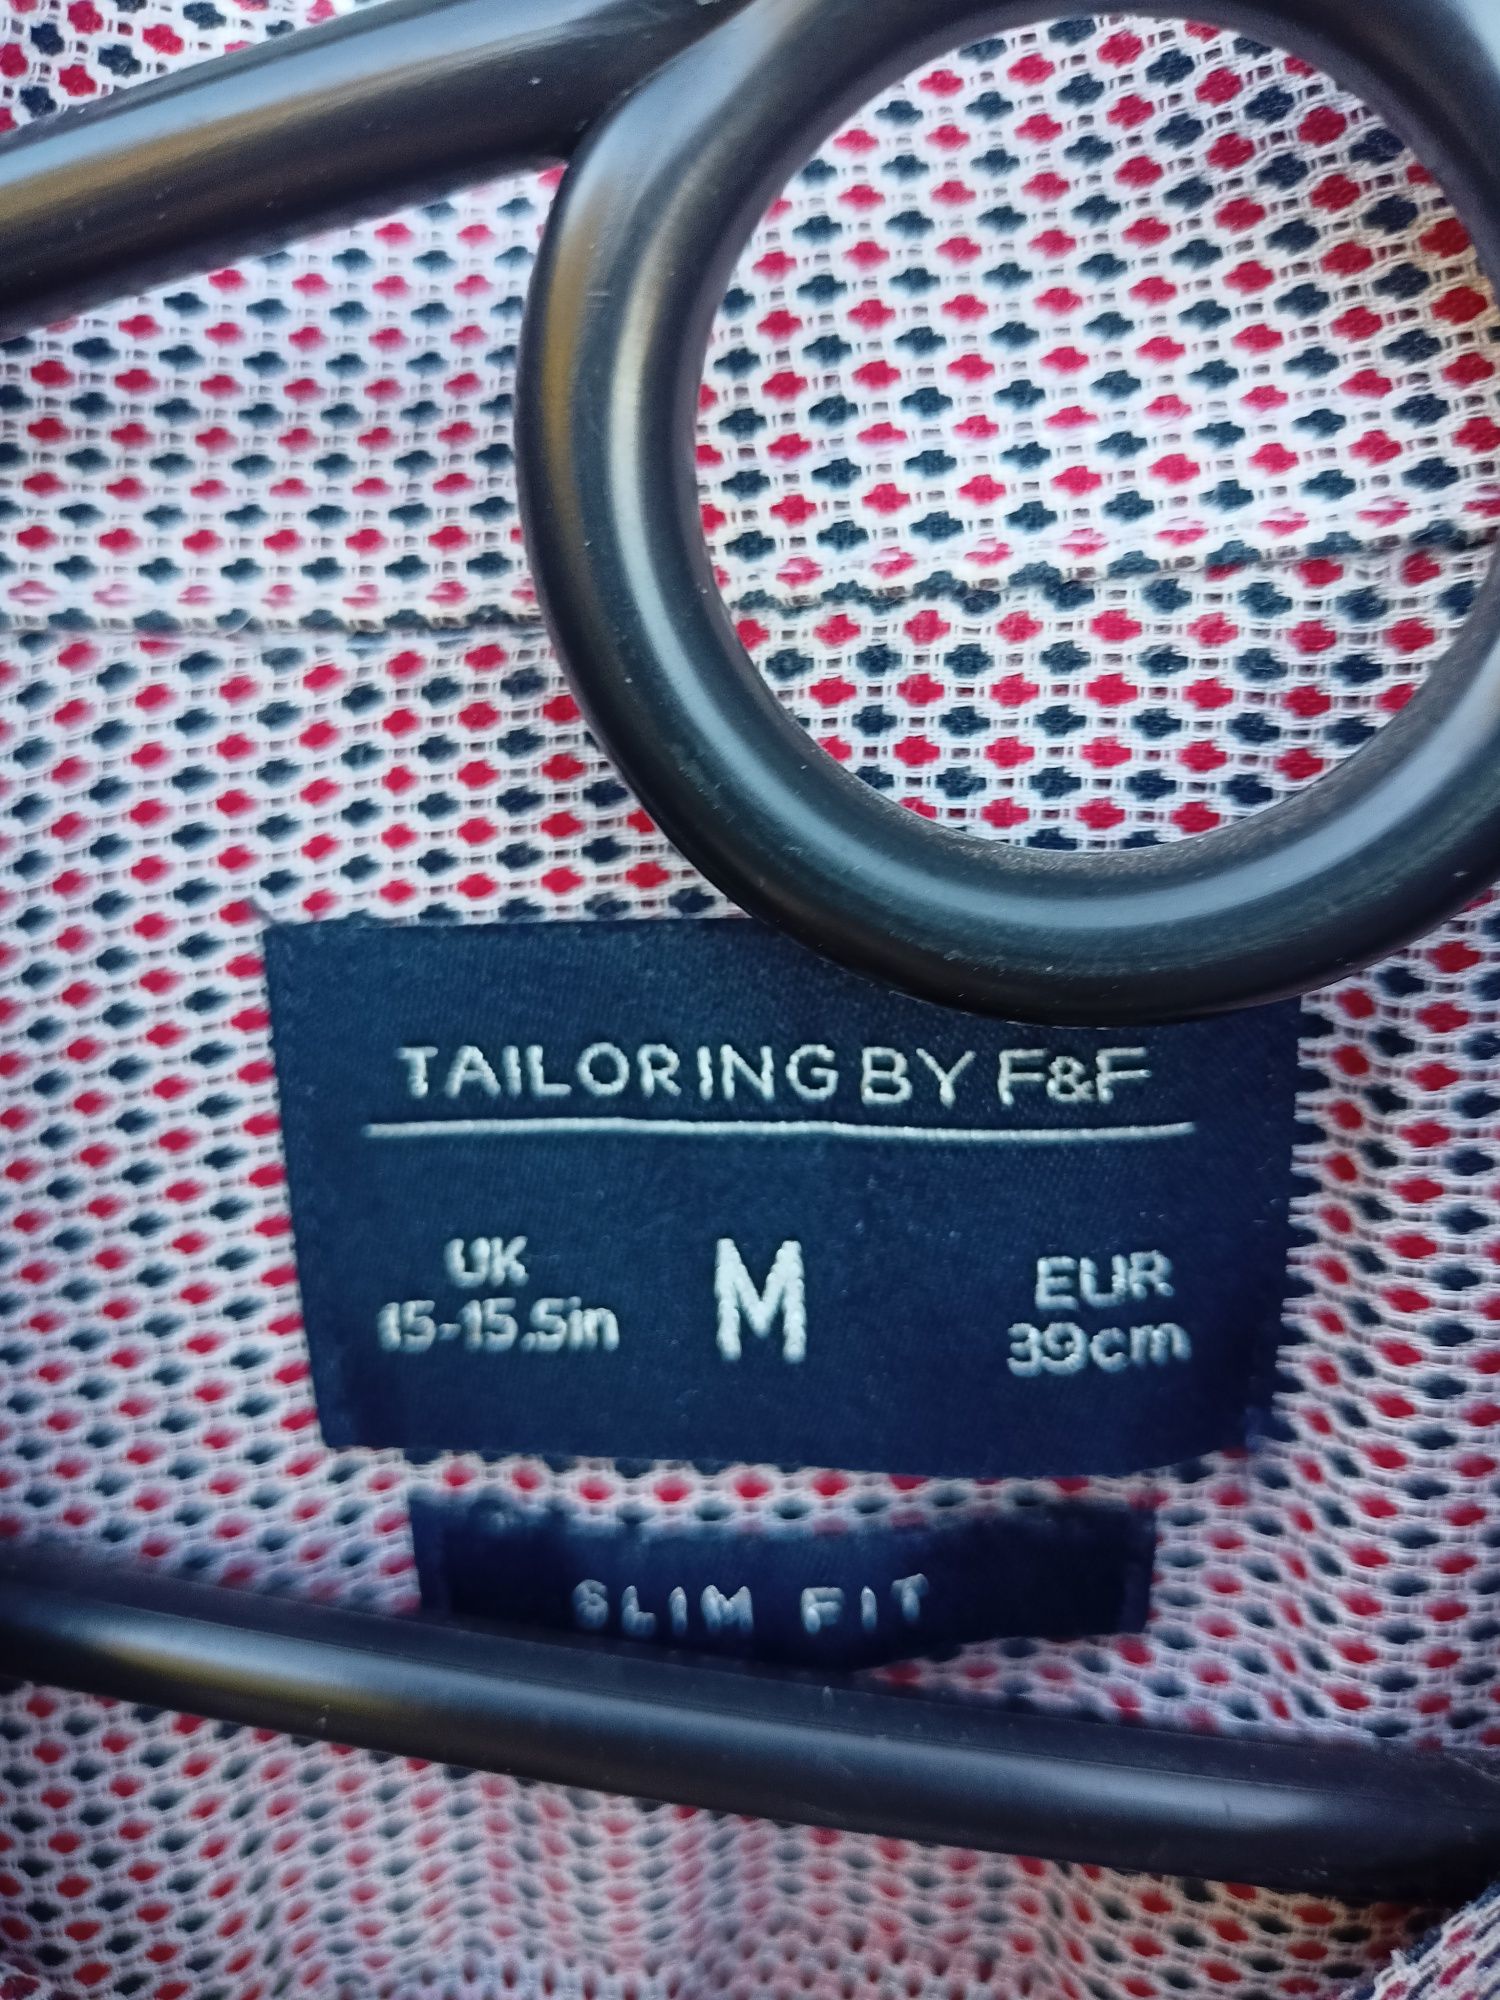 TAILORING BY F&F
UK M EUR
15-15.5in 39cm
SLIM FIT